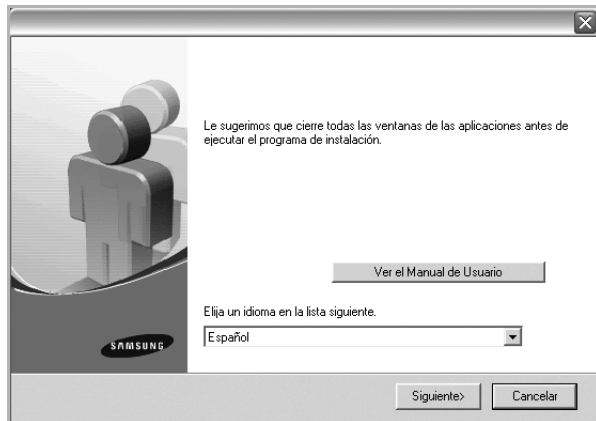 Le sugerimos que cierre todas las ventanas de las aplicaciones antes de
ejecutar el programa de instalación.
Ver el Manual de Usuario
Elija un idioma en la lista siguiente.
Español
SAMSUNG
Siguiente>
Cancelar